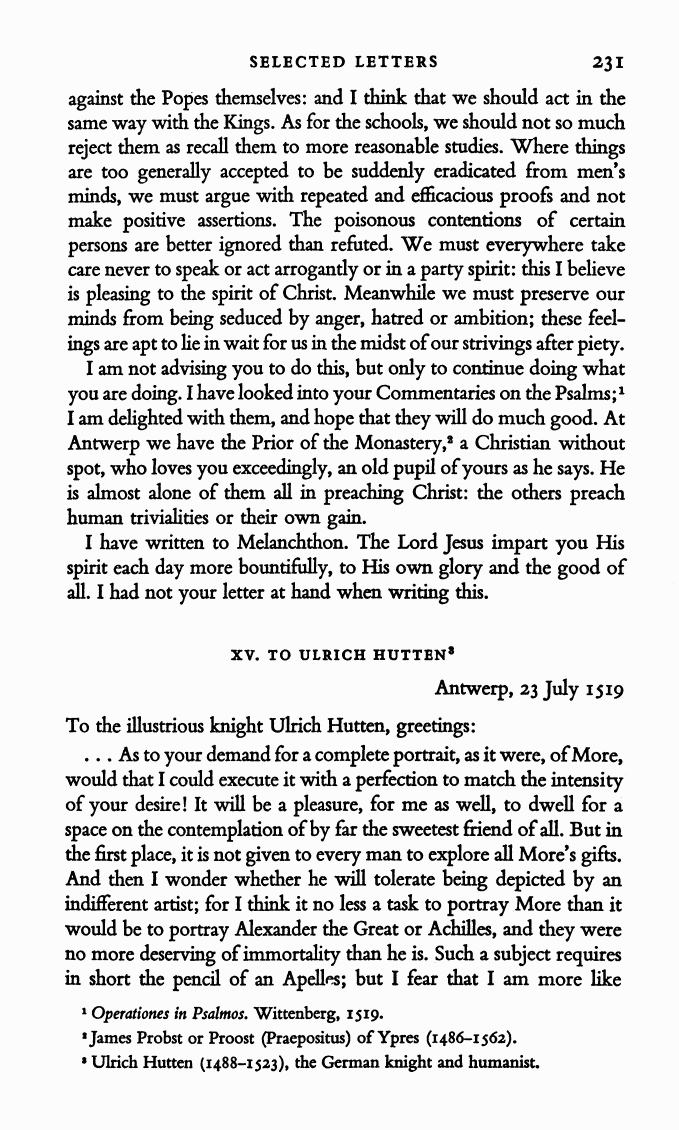 SELECTED LETTERS 231
against the Popes themselves: and I think that we should act in the
same way with the Kings. As for the schools, we should not so much
reject them as recall them to more reasonable studies. Where things
are too generally accepted to be suddenly eradicated from men's
minds, we must argue with repeated and efficacious proofs and not
make positive assertions. The poisonous contentions of certain
persons are better ignored than refuted. We must everywhere take
care never to speak or act arrogantly or in a party spirit: this I believe
is pleasing to the spirit of Christ. Meanwhile we must preserve our
minds from being seduced by anger, hatred or ambition; these feel-
ings are apt to lie in wait for us in the midst of our strivings after piety.
I am not advising you to do this, but only to continue doing what
you are doing. I have looked into your Commentaries on the Psalms;¹
I am delighted with them, and hope that they will do much good. At
Antwerp we have the Prior of the Monastery,² a Christian without
spot, who loves you exceedingly, an old pupil of yours as he says. He
is almost alone of them all in preaching Christ: the others preach
human trivialities or their own gain.
I have written to Melanchthon. The Lord Jesus impart you His
spirit each day more bountifully, to His own glory and the good of
all. I had not your letter at hand when writing this.
XV. TO ULRICH HUTTEN³
Antwerp, 23 July 1519
To the illustrious knight Ulrich Hutten, greetings:
. . . As to your demand for a complete portrait, as it were, of More,
would that I could execute it with a perfection to match the intensity
of your desire! It will be a pleasure, for me as well, to dwell for a
space on the contemplation of by far the sweetest friend of all. But in
the first place, it is not given to every man to explore all More's gifts.
And then I wonder whether he will tolerate being depicted by an
indifferent artist; for I think it no less a task to portray More than it
would be to portray Alexander the Great or Achilles, and they were
no more deserving of immortality than he is. Such a subject requires
in short the pencil of an Apelles; but I fear that I am more like
¹ Operationes in Psalmos. Wittenberg, 1519.
² James Probst or Proost (Praepositus) of Ypres (1486–1562).
³ Ulrich Hutten (1488–1523), the German knight and humanist.